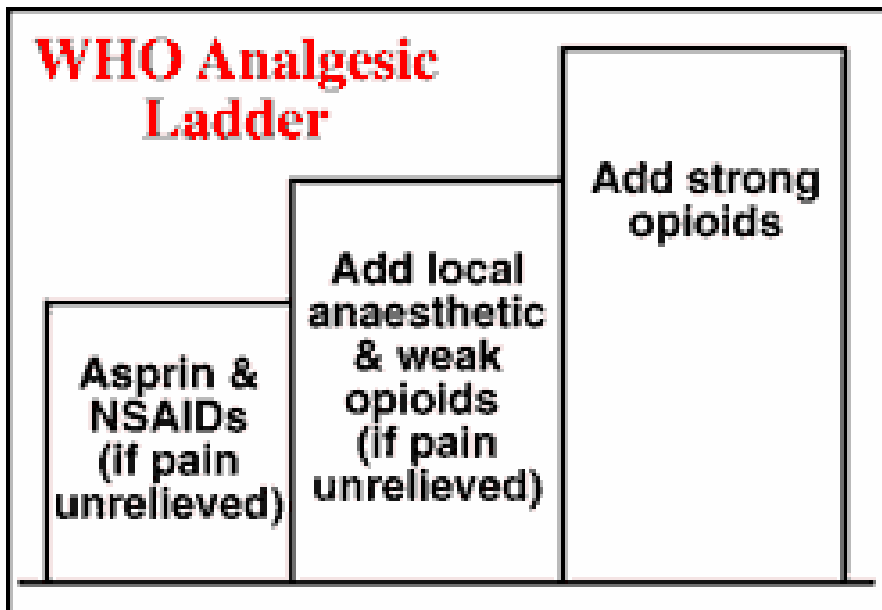 WHO Analgesic
Ladder
Asprin &
NSAIDs
(if pain
unrelieved)
Add local
anaesthetic
& weak
opioids
(if pain
unrelieved)
Add strong
opioids